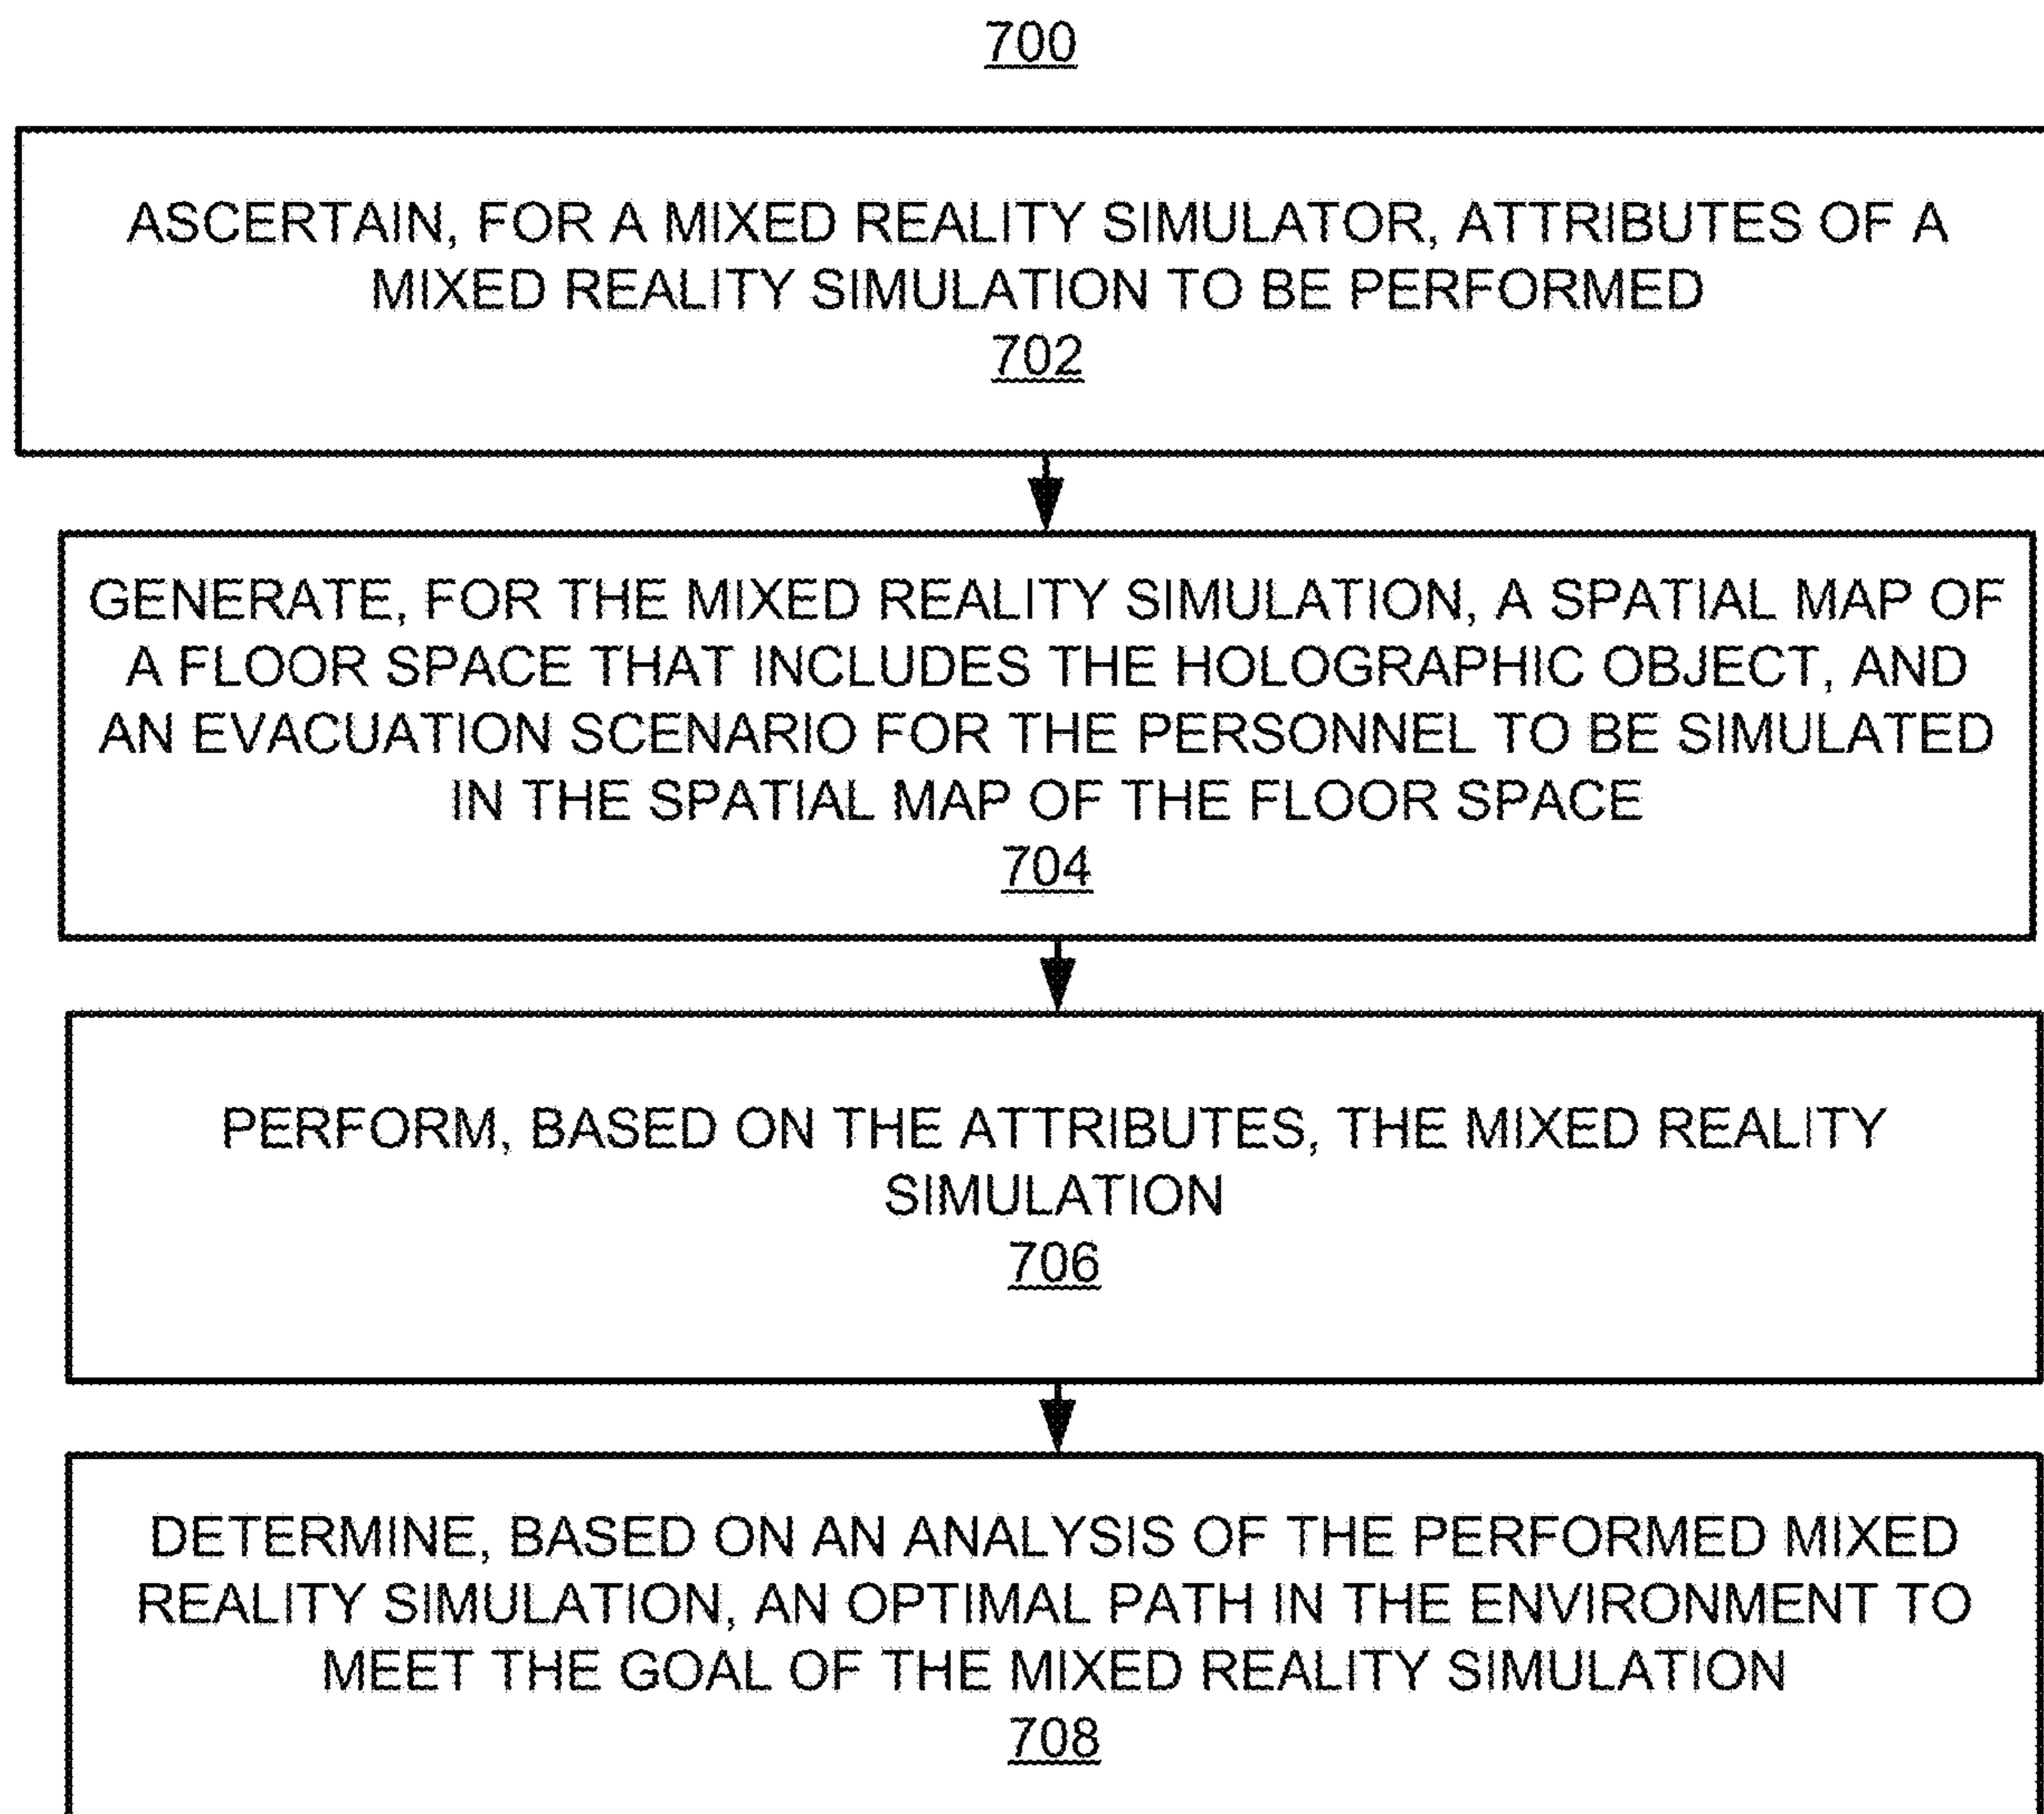 700
ASCERTAIN, FOR A MIXED REALITY SIMULATOR, ATTRIBUTES OF A
MIXED REALITY SIMULATION TO BE PERFORMED
702
GENERATE, FOR THE MIXED REALITY SIMULATION, A SPATIAL MAP OF
A FLOOR SPACE THAT INCLUDES THE HOLOGRAPHIC OBJECT, AND
AN EVACUATION SCENARIO FOR THE PERSONNEL TO BE SIMULATED
IN THE SPATIAL MAP OF THE FLOOR SPACE
704
PERFORM, BASED ON THE ATTRIBUTES, THE MIXED REALITY
SIMULATION
706
DETERMINE, BASED ON AN ANALYSIS OF THE PERFORMED MIXED
REALITY SIMULATION, AN OPTIMAL PATH IN THE ENVIRONMENT TO
MEET THE GOAL OF THE MIXED REALITY SIMULATION
708